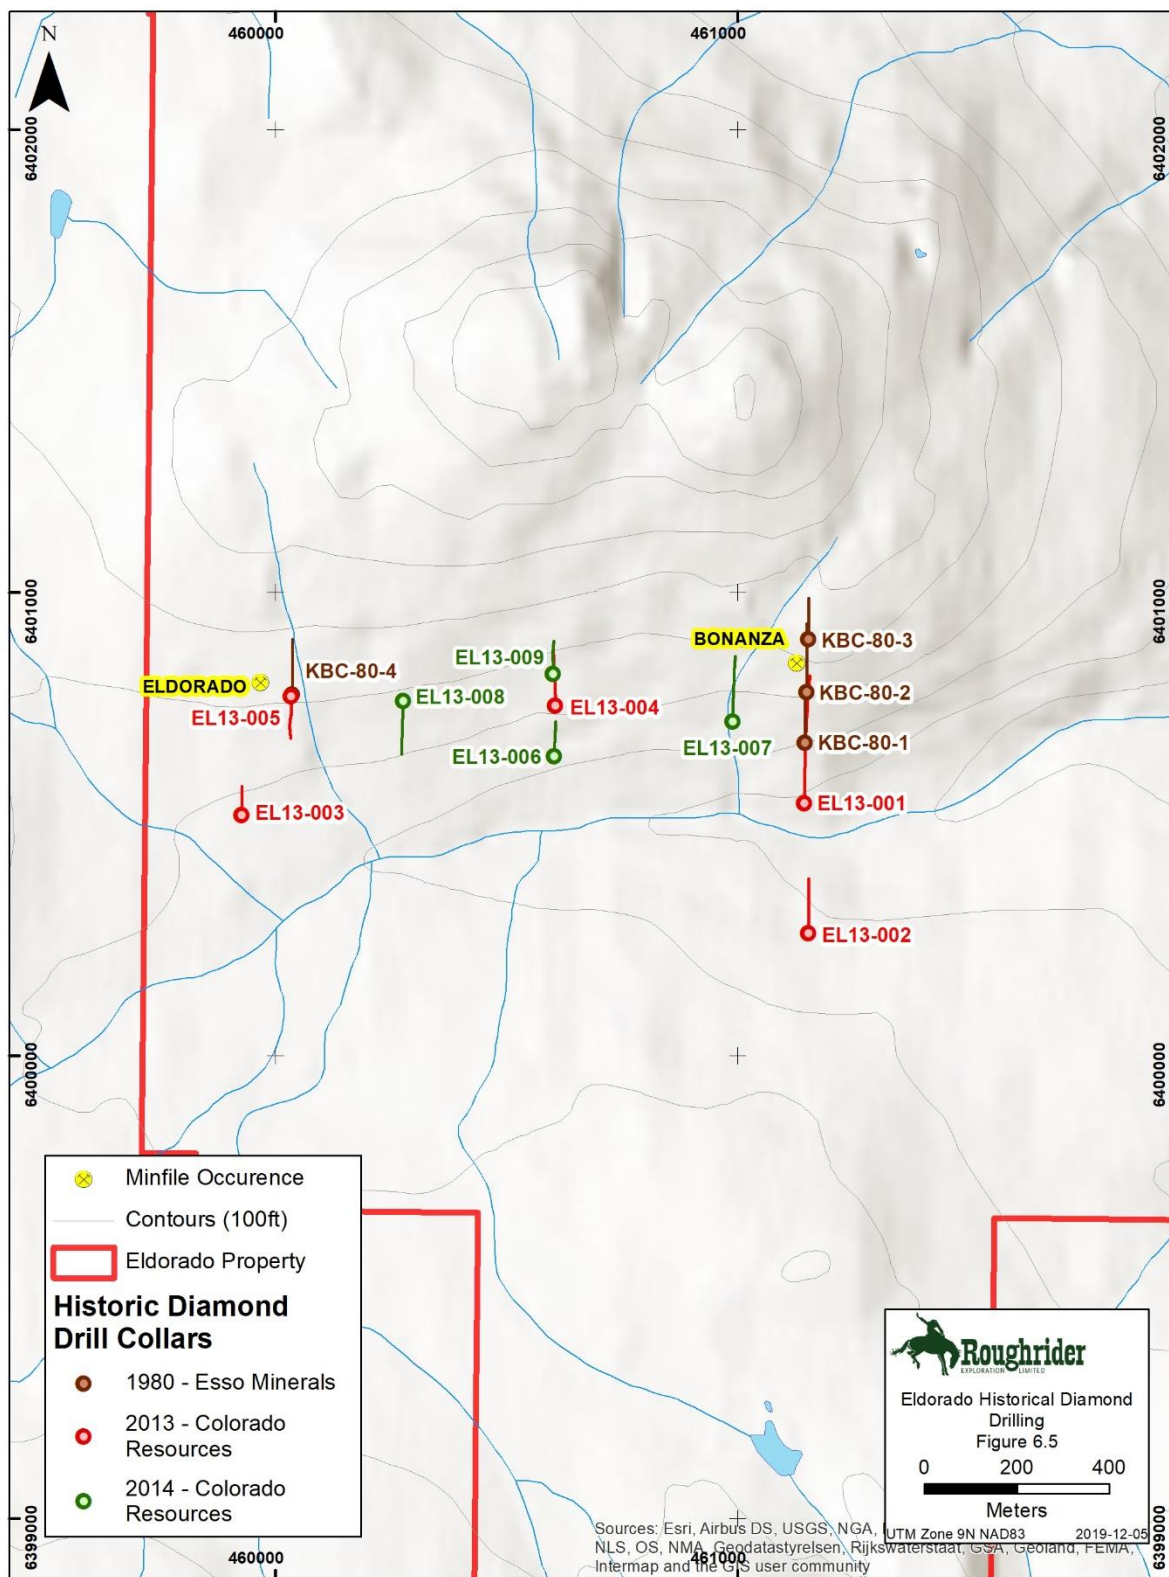 N
460000
461000
6402000
6402000
6401000
6401000
BONANZA
KBC-80-3
EL13-009
KBC-80-4
ELDORADO
KBC-80-2
EL13-008
EL13-004
EL13-005
EL13-007
KBC-80-1
EL13-006
EL13-001
EL13-003
EL13-002
6400000
6400000
Minfile Occurence
Contours (100ft)
Eldorado Property
Historic Diamond
Drill Collars
1980 - Esso Minerals
2013 - Colorado
Resources
2014 - Colorado
Resources
Roughrider
EXPLORATION LIMITED
Eldorado Historical Diamond
Drilling
Figure 6.5
0 200 400
Meters
UTM Zone 9N NAD83 2019-12-05
Sources: Esri, Airbus DS, USGS, NGA,
NLS, OS, NMA, Geodatastyrelsen, Rijkswaterstaat, GSA, Geoland, FEMA,
Intermap and the GIS user community
6399000
6399000
460000
461000